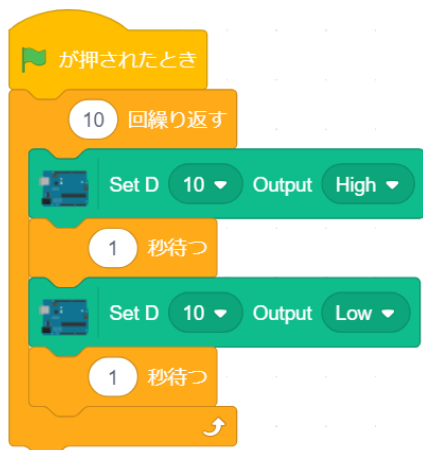 が押されたとき
10 回繰り返す
Set D 10 Output High
1 秒待つ
Set D 10 Output Low
1 秒待つ